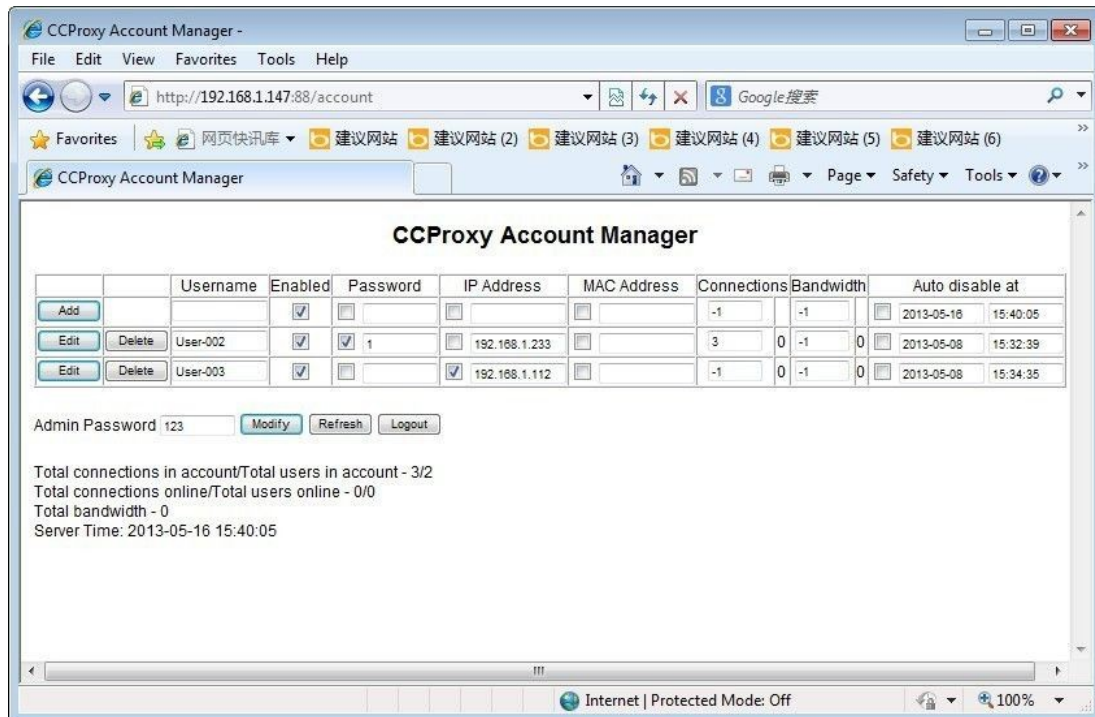 CCProxy Account Manager -
File Edit View Favorites Tools Help
http://192.168.1.147:88/account Google搜索
Favorites 网页快讯库 建议网站 建议网站 (2) 建议网站 (3) 建议网站 (4) 建议网站 (5) 建议网站 (6)
CCProxy Account Manager Page Safety Tools
CCProxy Account Manager
Username Enabled Password IP Address MAC Address Connections Bandwidth Auto disable at
Add -1 -1 2013-05-16 15:40:05
Edit Delete User-002 1 192.168.1.233 3 0 -1 0 2013-05-08 15:32:39
Edit Delete User-003 192.168.1.112 -1 0 -1 0 2013-05-08 15:34:35
Admin Password 123 Modify Refresh Logout
Total connections in account/Total users in account - 3/2
Total connections online/Total users online - 0/0
Total bandwidth - 0
Server Time: 2013-05-16 15:40:05
Internet | Protected Mode: Off 100%